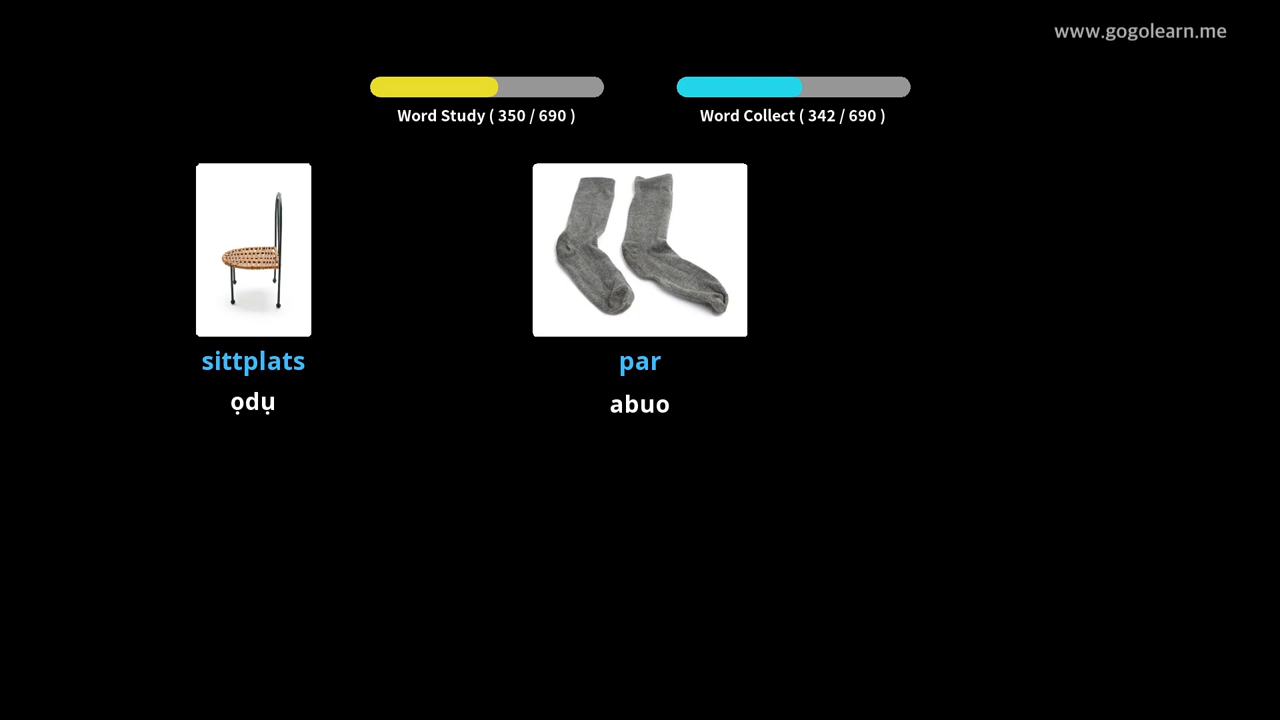 www.gogolearn.me
Word Study ( 350 / 690 )
Word Collect ( 342 / 690 )
sittplats
par
ọdụ
abuo